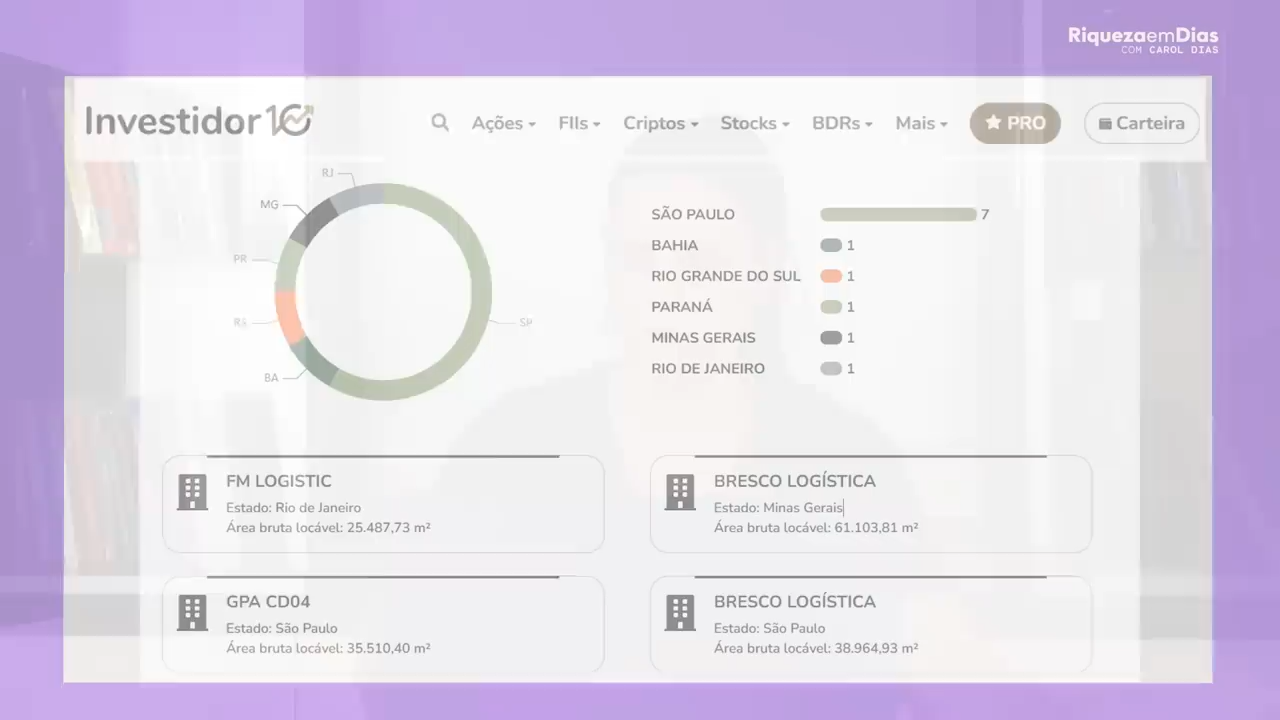 RiquezaemDias
COM CAROL DIAS
Investidor10
Ações
FIIs
Criptos
Stocks
BDRs
Mais
PRO
Carteira
RJ
MG
PR
RS
BA
SP
SÃO PAULO 7
BAHIA 1
RIO GRANDE DO SUL 1
PARANÁ 1
MINAS GERAIS 1
RIO DE JANEIRO 1
FM LOGISTIC
Estado: Rio de Janeiro
Área bruta locável: 25.487,73 m²
BRESCO LOGÍSTICA
Estado: Minas Gerais
Área bruta locável: 61.103,81 m²
GPA CD04
Estado: São Paulo
Área bruta locável: 35.510,40 m²
BRESCO LOGÍSTICA
Estado: São Paulo
Área bruta locável: 38.964,93 m²